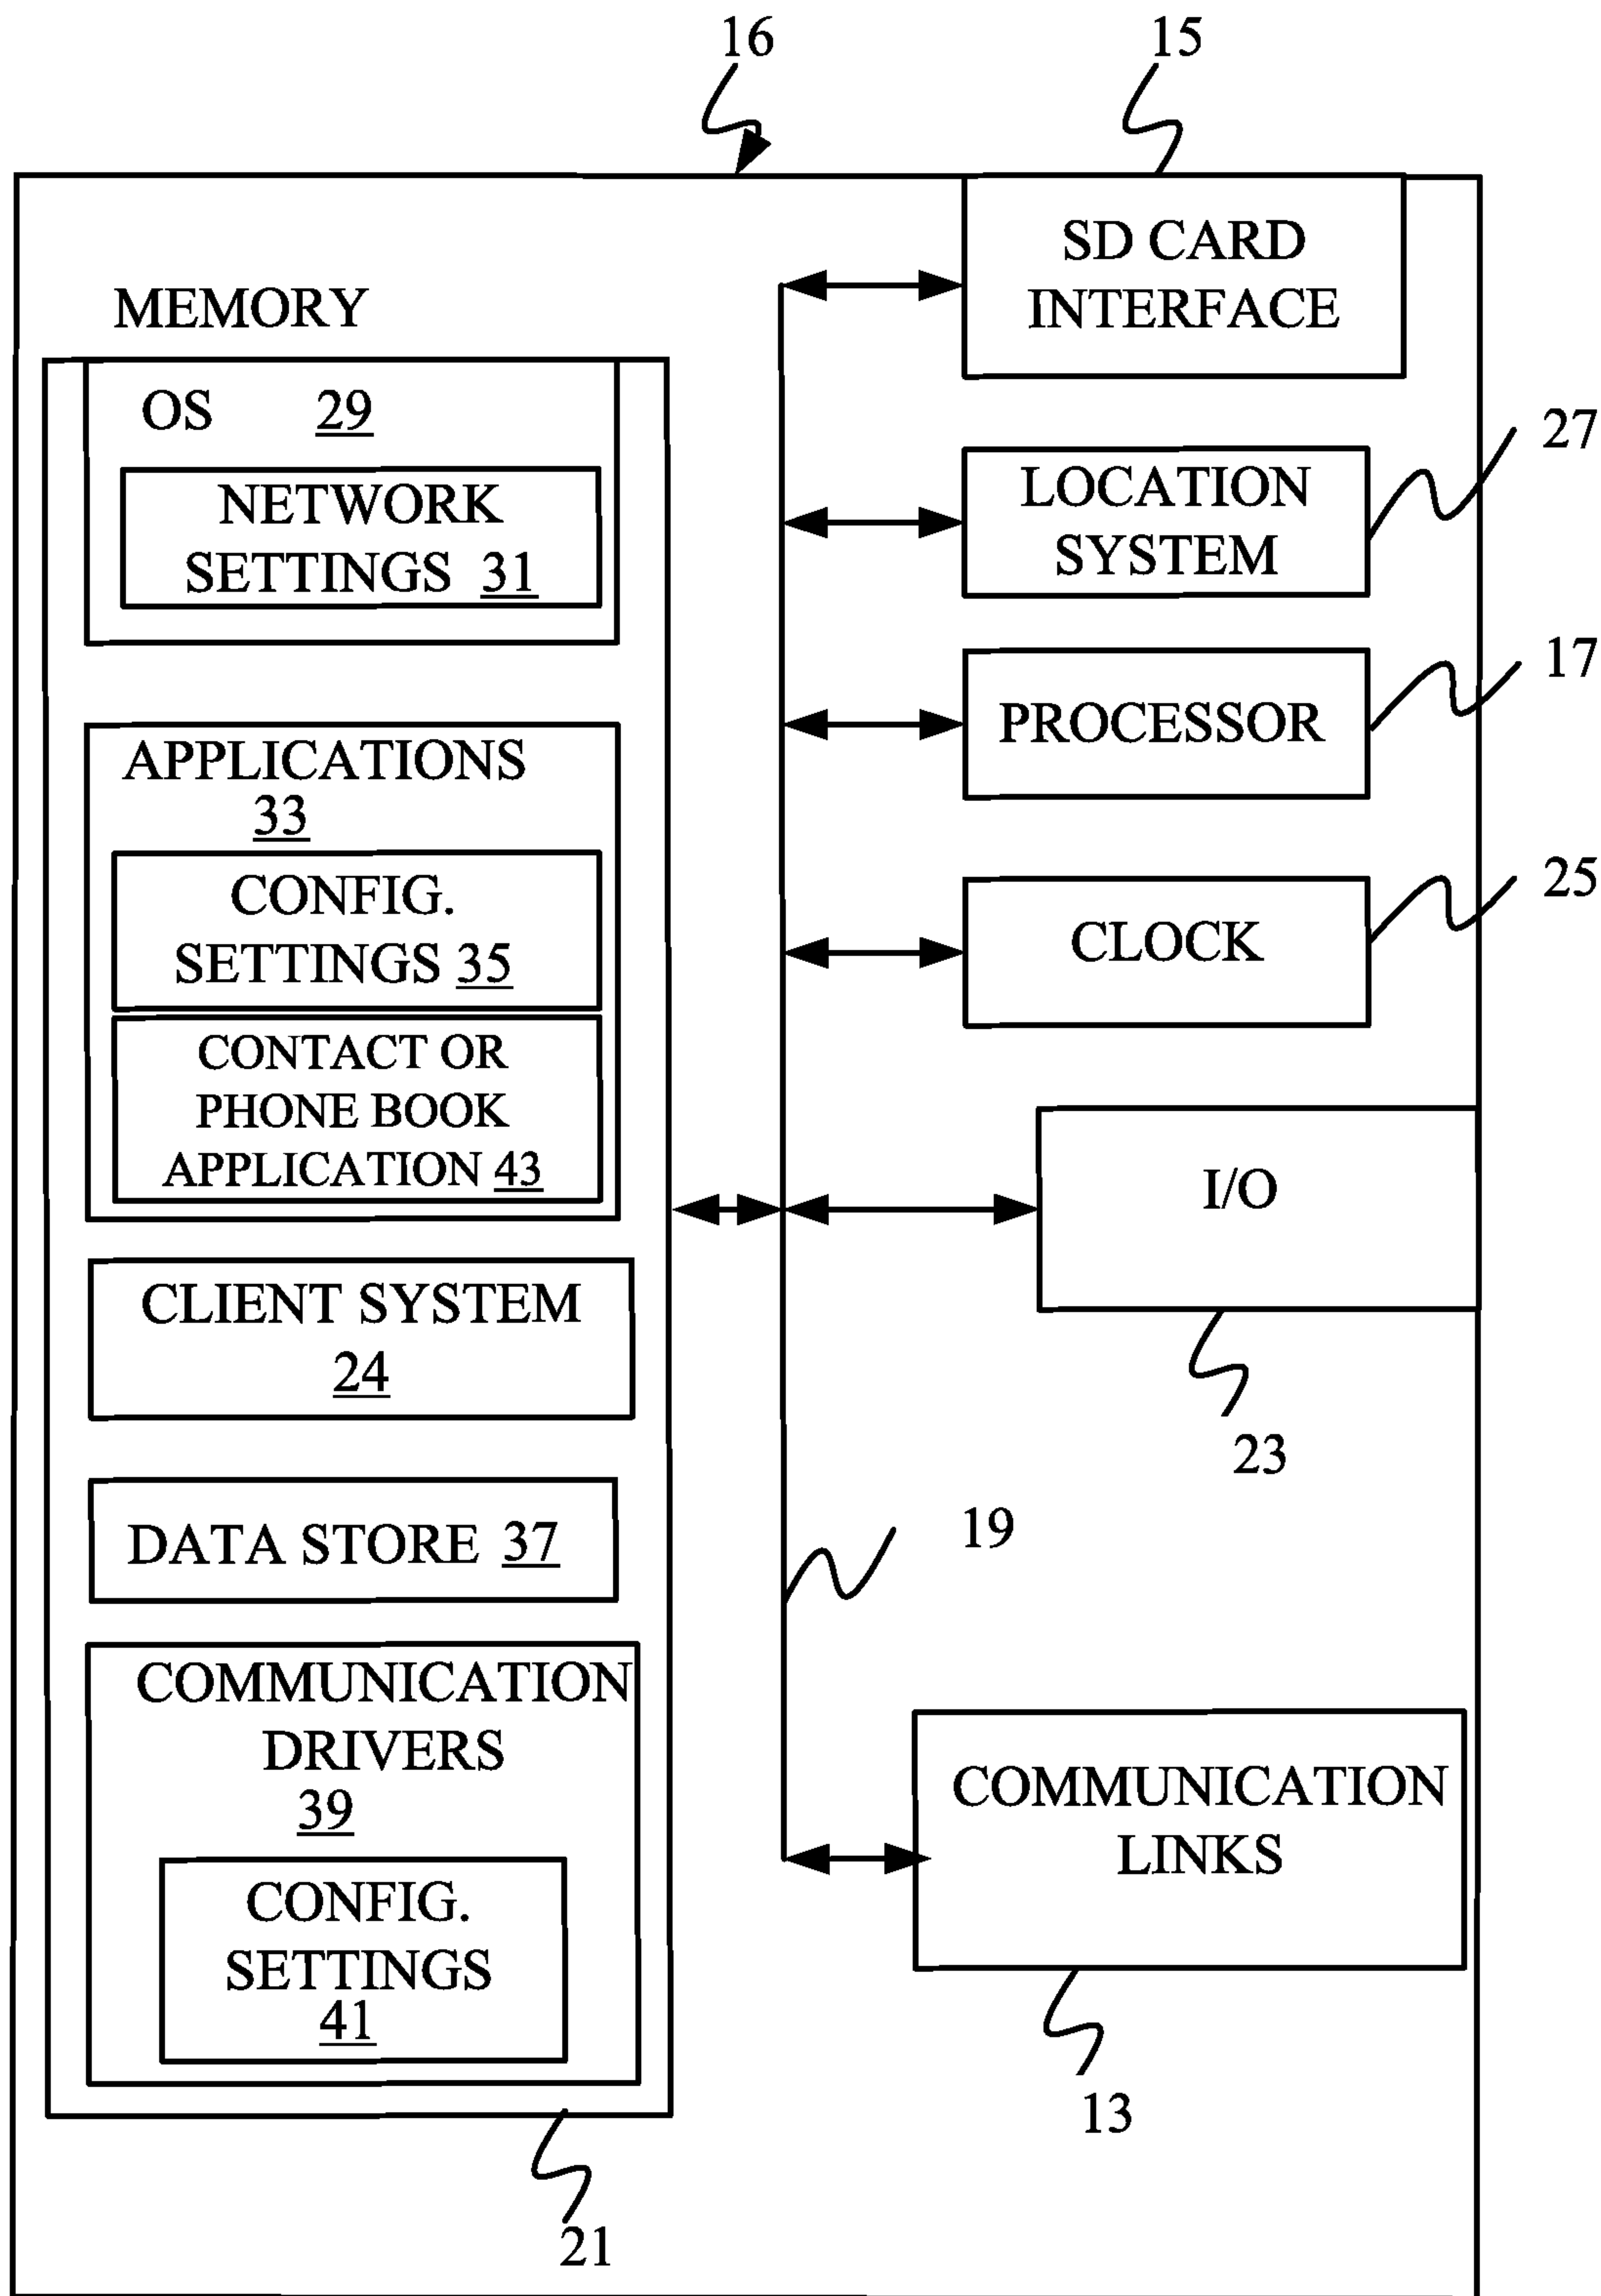 16
15
SD CARD
INTERFACE
MEMORY
OS 29
NETWORK
SETTINGS 31
27
LOCATION
SYSTEM
17
PROCESSOR
APPLICATIONS
33
CONFIG.
SETTINGS 35
25
CLOCK
CONTACT OR
PHONE BOOK
APPLICATION 43
I/O
23
CLIENT SYSTEM
24
DATA STORE 37
19
COMMUNICATION
DRIVERS
39
CONFIG.
SETTINGS
41
COMMUNICATION
LINKS
13
21